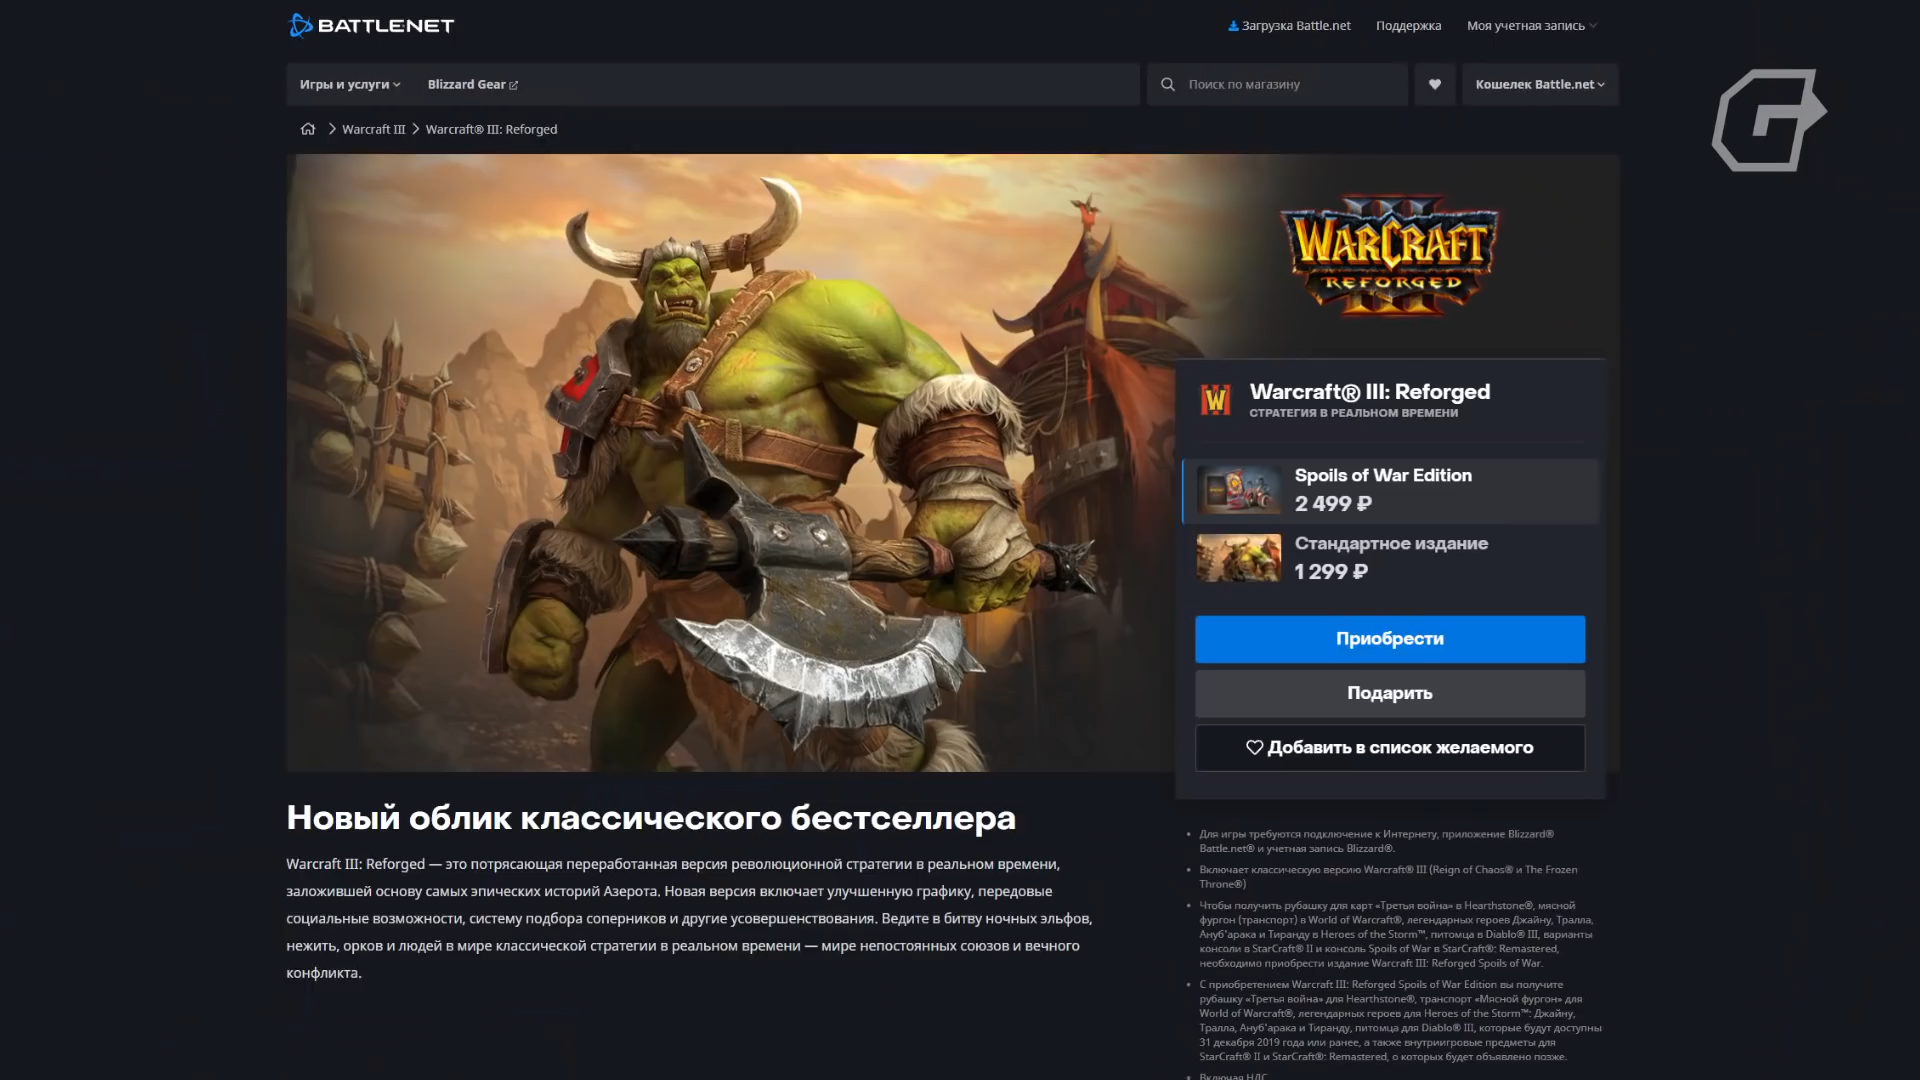 BATTLE.NET
Загрузка Battle.net
Поддержка
Моя учетная запись
Игры и услуги
Blizzard Gear
Поиск по магазину
Кошелек Battle.net
Warcraft III
Warcraft® III: Reforged
WARCRAFT
III
REFORGED
Warcraft® III: Reforged
СТРАТЕГИЯ В РЕАЛЬНОМ ВРЕМЕНИ
Spoils of War Edition
2 499 ₽
Стандартное издание
1 299 ₽
Приобрести
Подарить
Добавить в список желаемого
Новый облик классического бестселлера
Warcraft III: Reforged — это потрясающая переработанная версия революционной стратегии в реальном времени,
заложившей основу самых эпических историй Азерота. Новая версия включает улучшенную графику, передовые
социальные возможности, систему подбора соперников и другие усовершенствования. Ведите в битву ночных эльфов,
нежить, орков и людей в мире классической стратегии в реальном времени — мире непостоянных союзов и вечного
конфликта.
• Для игры требуются подключение к Интернету, приложение Blizzard®
Battle.net® и учетная запись Blizzard®.
• Включает классическую версию Warcraft® III (Reign of Chaos® и The Frozen
Throne®)
• Чтобы получить рубашку для карт «Третья война» в Hearthstone®, мясной
фургон (транспорт) в World of Warcraft®, легендарных героев Джайну, Тралла,
Ануб'арака и Тиранду в Heroes of the Storm™, питомца в Diablo® III, варианты
консоли в StarCraft® II и консоль Spoils of War в StarCraft®: Remastered,
необходимо приобрести издание Warcraft III: Reforged Spoils of War.
• С приобретением Warcraft III: Reforged Spoils of War Edition вы получите
рубашку «Третья война» для Hearthstone®, транспорт «Мясной фургон» для
World of Warcraft®, легендарных героев для Heroes of the Storm™: Джайну,
Тралла, Ануб'арака и Тиранду, питомца для Diablo® III, которые будут доступны
31 декабря 2019 года или ранее, а также внутриигровые предметы для
StarCraft® II и StarCraft®: Remastered, о которых будет объявлено позже.
• Включая НДС